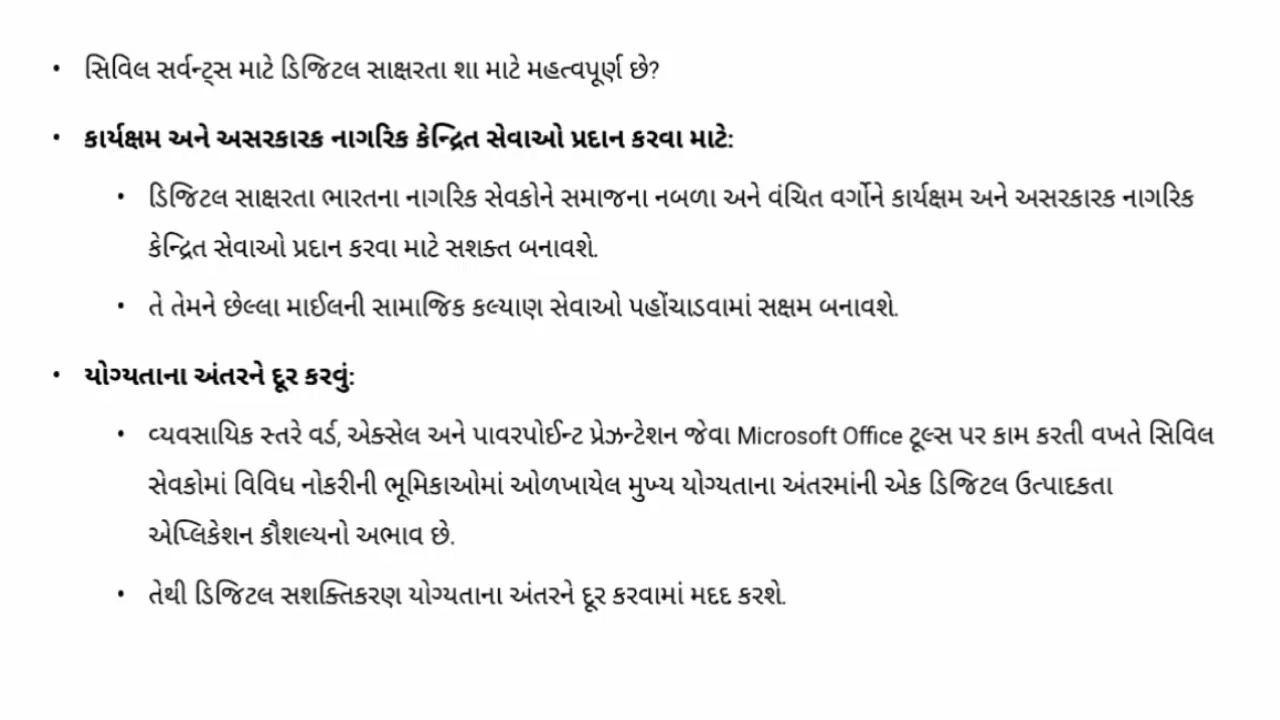 • સિવિલ સર્વન્ટ્સ માટે ડિજિટલ સાક્ષરતા શા માટે મહત્વપૂર્ણ છે?
• કાર્યક્ષમ અને અસરકારક નાગરિક કેન્દ્રિત સેવાઓ પ્રદાન કરવા માટે:
• ડિજિટલ સાક્ષરતા ભારતના નાગરિક સેવકોને સમાજના નબળા અને વંચિત વર્ગોને કાર્યક્ષમ અને અસરકારક નાગરિક
કેન્દ્રિત સેવાઓ પ્રદાન કરવા માટે સશક્ત બનાવશે.
• તે તેમને છેલ્લા માઈલની સામાજિક કલ્યાણ સેવાઓ પહોંચાડવામાં સક્ષમ બનાવશે.
• યોગ્યતાના અંતરને દૂર કરવું:
• વ્યવસાયિક સ્તરે વર્ડ, એક્સેલ અને પાવરપોઈન્ટ પ્રેઝન્ટેશન જેવા Microsoft Office ટૂલ્સ પર કામ કરતી વખતે સિવિલ
સેવકોમાં વિવિધ નોકરીની ભૂમિકાઓમાં ઓળખાયેલ મુખ્ય યોગ્યતાના અંતરમાંની એક ડિજિટલ ઉત્પાદકતા
એપ્લિકેશન કૌશલ્યનો અભાવ છે.
• તેથી ડિજિટલ સશક્તિકરણ યોગ્યતાના અંતરને દૂર કરવામાં મદદ કરશે.